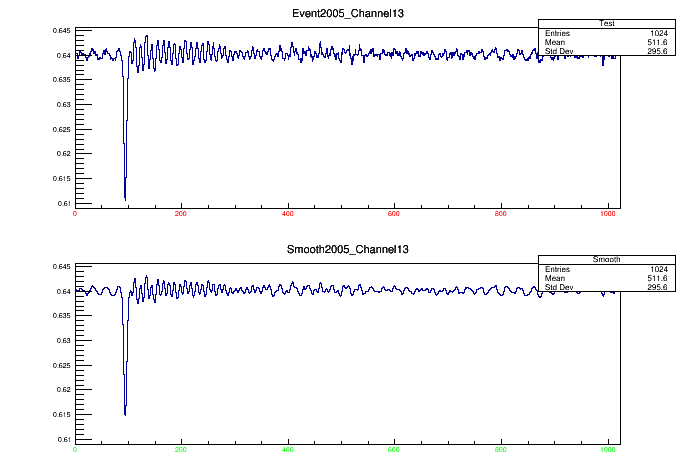 Event2005_Channel13
Test
Entries 1024
Mean 511.6
Std Dev 295.6
0.645
0.64
0.635
0.63
0.625
0.62
0.615
0.61
0 200 400 600 800 1000
Smooth2005_Channel13
Smooth
Entries 1024
Mean 511.6
Std Dev 295.6
0.645
0.64
0.635
0.63
0.625
0.62
0.615
0.61
0 200 400 600 800 1000